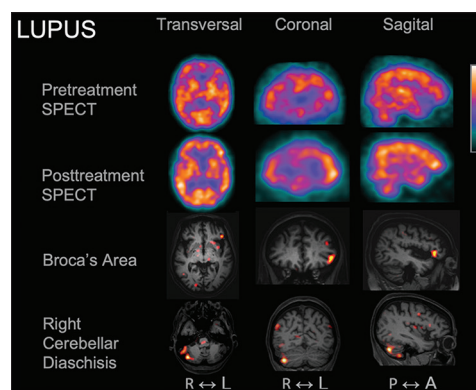 LUPUS
Transversal Coronal Sagital
Pretreatment
SPECT
Posttreatment
SPECT
Broca's Area
Right
Cerebellar
Diaschisis
R ↔ L R ↔ L P ↔ A